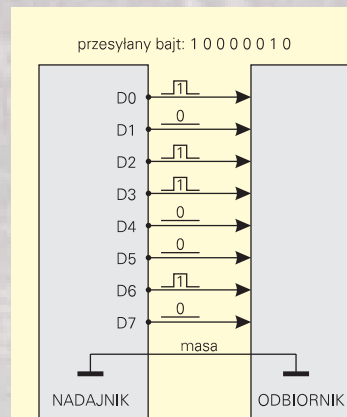 przesyłany bajt: 1 0 0 0 0 0 1 0
D0 1
D1 0
D2 1
D3 1
D4 0
D5 0
D6 1
D7 0
masa
NADAJNIK ODBIORNIK